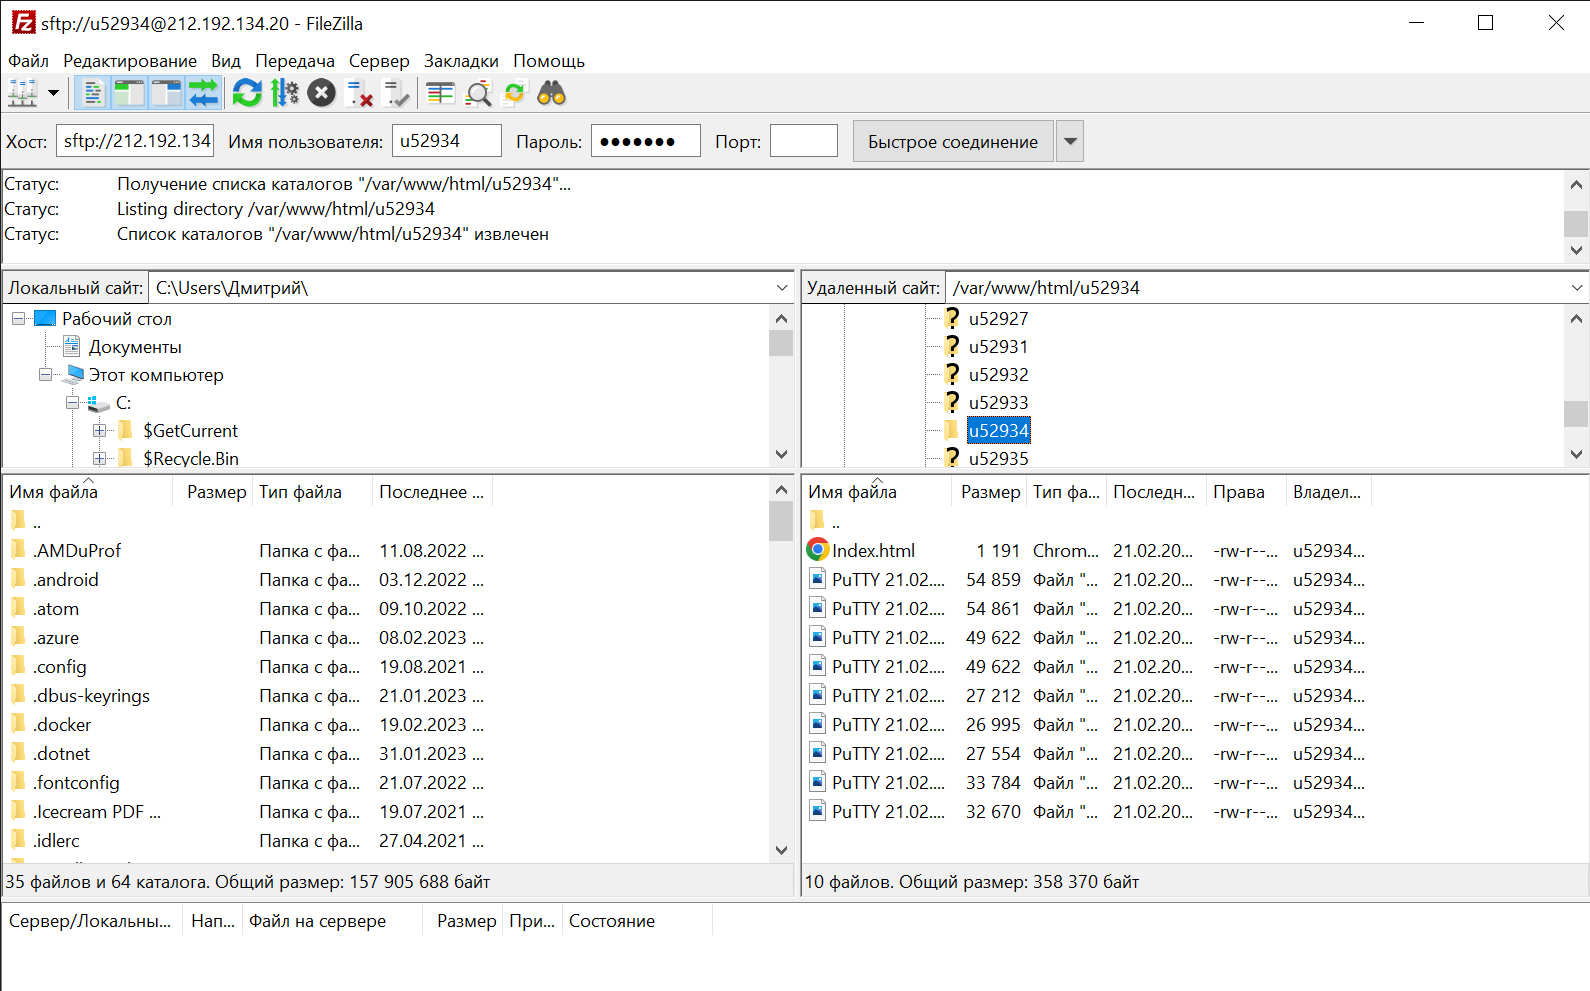 sftp://u52934@212.192.134.20 - FileZilla
Файл Редактирование Вид Передача Сервер Закладки Помощь
Хост: sftp://212.192.134 Имя пользователя: u52934 Пароль: ●●●●●●● Порт: Быстрое соединение
Статус: Получение списка каталогов "/var/www/html/u52934"...
Статус: Listing directory /var/www/html/u52934
Статус: Список каталогов "/var/www/html/u52934" извлечен
Локальный сайт: C:\Users\Дмитрий\
Рабочий стол
Документы
Этот компьютер
C:
$GetCurrent
$Recycle.Bin
Имя файла Размер Тип файла Последнее ...
..
.AMDuProf Папка с фа... 11.08.2022 ...
.android Папка с фа... 03.12.2022 ...
.atom Папка с фа... 09.10.2022 ...
.azure Папка с фа... 08.02.2023 ...
.config Папка с фа... 19.08.2021 ...
.dbus-keyrings Папка с фа... 21.01.2023 ...
.docker Папка с фа... 19.02.2023 ...
.dotnet Папка с фа... 31.01.2023 ...
.fontconfig Папка с фа... 21.07.2022 ...
.Icecream PDF ... Папка с фа... 19.07.2021 ...
.idlerc Папка с фа... 27.04.2021 ...
35 файлов и 64 каталога. Общий размер: 157 905 688 байт
Удаленный сайт: /var/www/html/u52934
u52927
u52931
u52932
u52933
u52934
u52935
Имя файла Размер Тип фа... Последн... Права Владел...
..
Index.html 1 191 Chrom... 21.02.20... -rw-r--... u52934...
PuTTY 21.02.... 54 859 Файл "... 21.02.20... -rw-r--... u52934...
PuTTY 21.02.... 54 861 Файл "... 21.02.20... -rw-r--... u52934...
PuTTY 21.02.... 49 622 Файл "... 21.02.20... -rw-r--... u52934...
PuTTY 21.02.... 49 622 Файл "... 21.02.20... -rw-r--... u52934...
PuTTY 21.02.... 27 212 Файл "... 21.02.20... -rw-r--... u52934...
PuTTY 21.02.... 26 995 Файл "... 21.02.20... -rw-r--... u52934...
PuTTY 21.02.... 27 554 Файл "... 21.02.20... -rw-r--... u52934...
PuTTY 21.02.... 33 784 Файл "... 21.02.20... -rw-r--... u52934...
PuTTY 21.02.... 32 670 Файл "... 21.02.20... -rw-r--... u52934...
10 файлов. Общий размер: 358 370 байт
Сервер/Локальны... Нап... Файл на сервере Размер При... Состояние